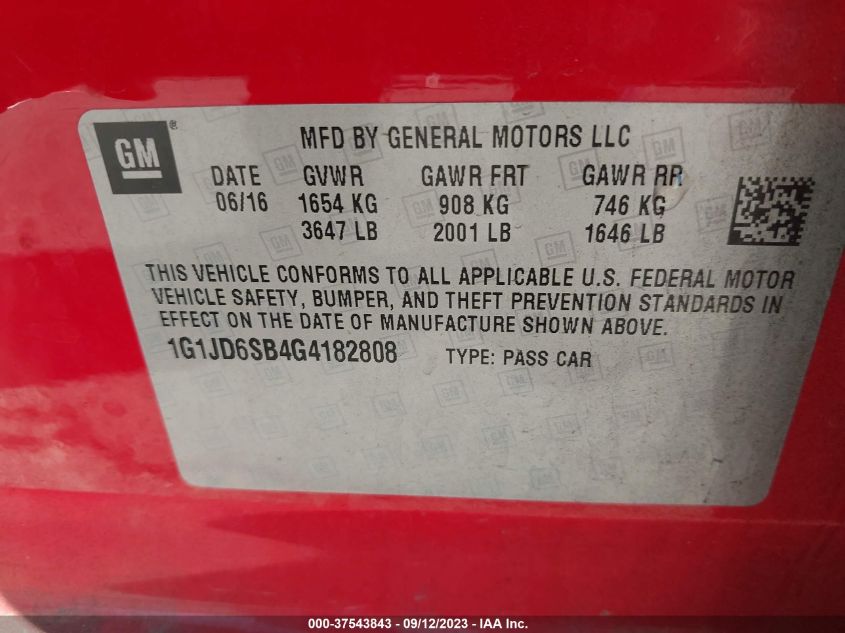 GM ®
MFD BY GENERAL MOTORS LLC
DATE GVWR GAWR FRT GAWR RR
06/16 1654 KG 908 KG 746 KG
3647 LB 2001 LB 1646 LB
THIS VEHICLE CONFORMS TO ALL APPLICABLE U.S. FEDERAL MOTOR
VEHICLE SAFETY, BUMPER, AND THEFT PREVENTION STANDARDS IN
EFFECT ON THE DATE OF MANUFACTURE SHOWN ABOVE.
1G1JD6SB4G4182808 TYPE: PASS CAR
000-37543843 - 09/12/2023 - IAA Inc.